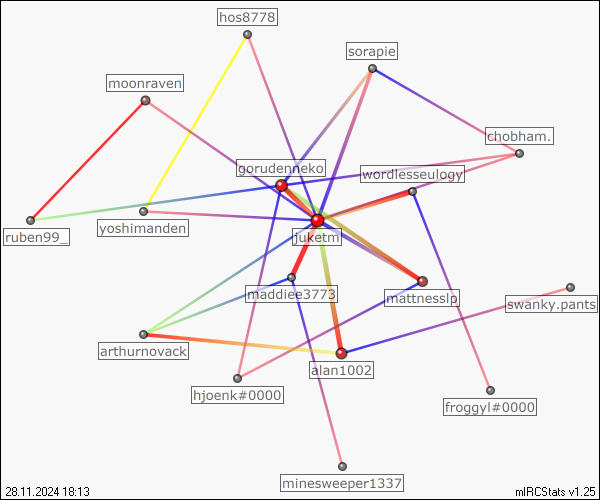 hos8778
sorapie
moonraven
chobham.
gorudenneko
wordlesseulogy
ruben99_
yoshimanden
juketm
maddiee3773
mattnesslp
swanky.pants
arthurnovack
alan1002
hjoenk#0000
froggyl#0000
minesweeper1337
28.11.2024 18:13
mIRCStats v1.25